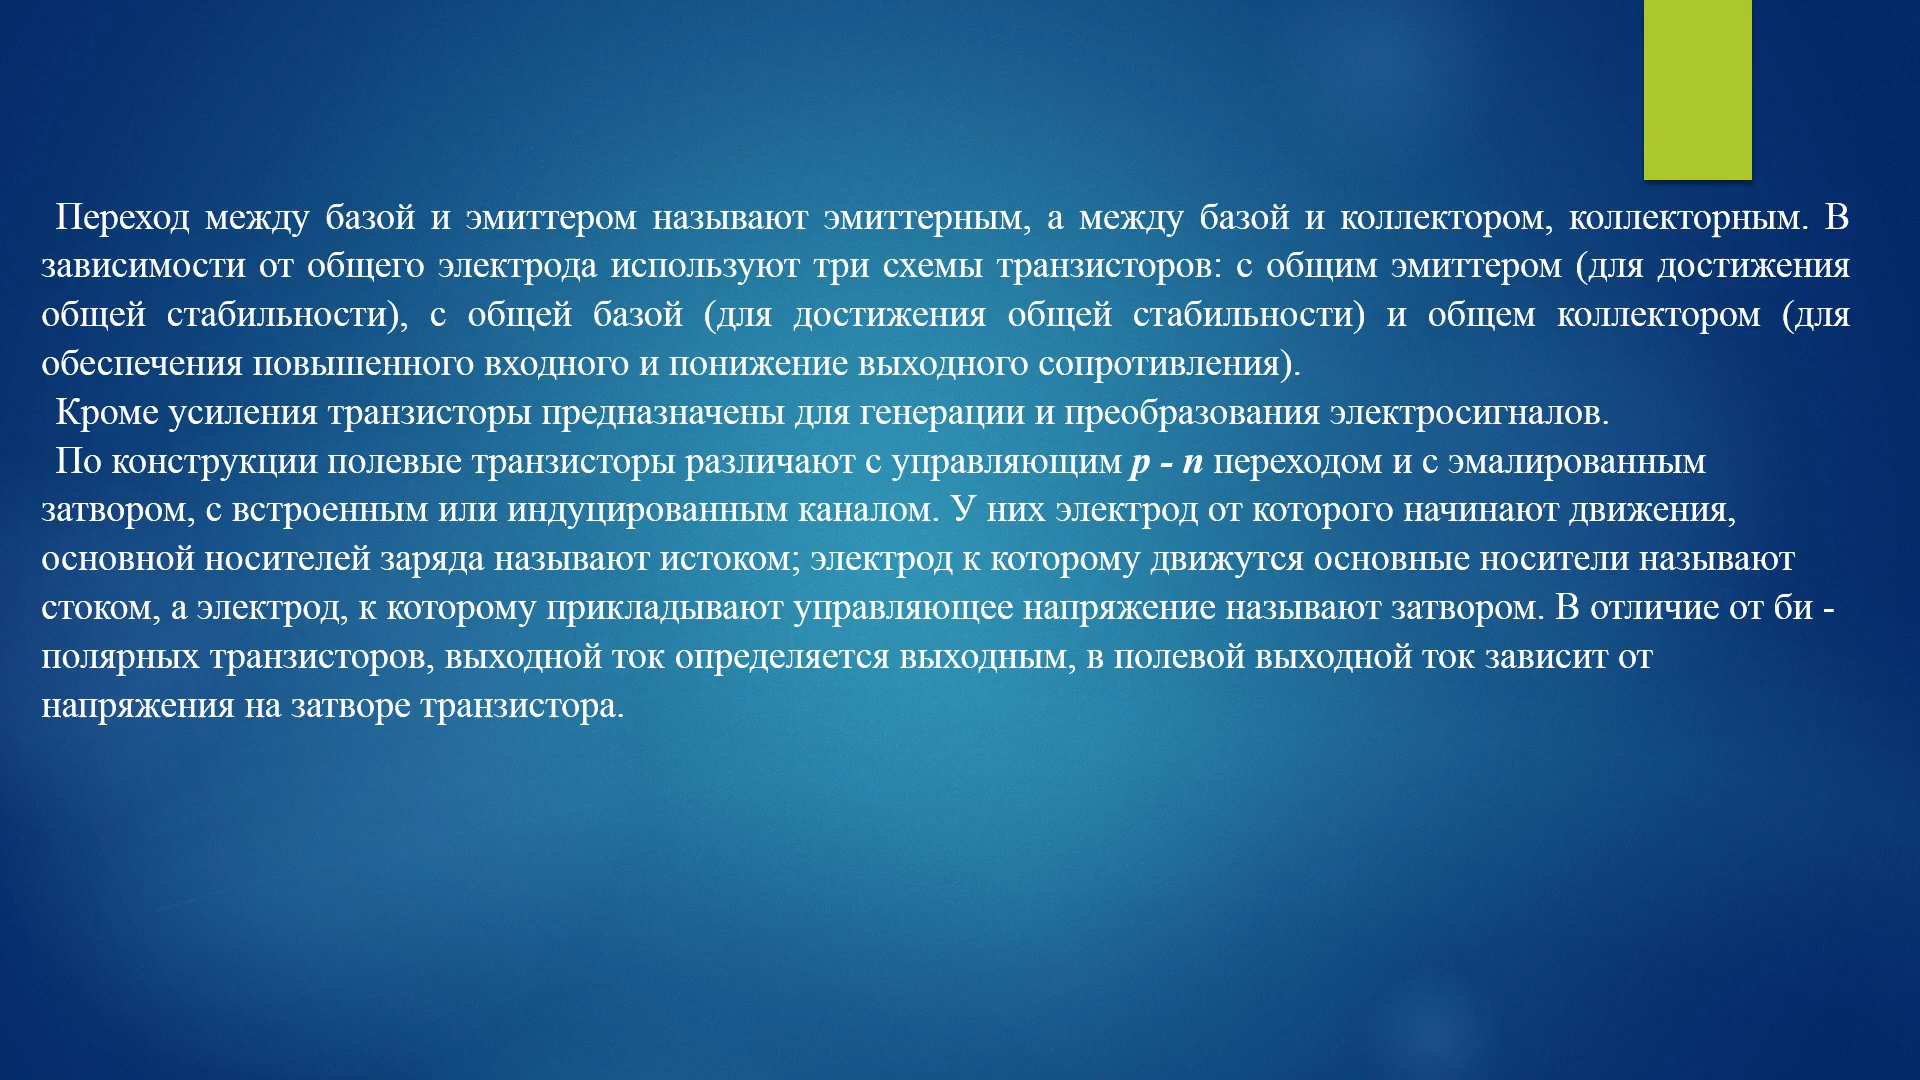 Переход между базой и эмиттером называют эмиттерным, а между базой и коллектором, коллекторным. В
зависимости от общего электрода используют три схемы транзисторов: с общим эмиттером (для достижения
общей стабильности), с общей базой (для достижения общей стабильности) и общем коллектором (для
обеспечения повышенного входного и понижение выходного сопротивления).
Кроме усиления транзисторы предназначены для генерации и преобразования электросигналов.
По конструкции полевые транзисторы различают с управляющим p - n переходом и с эмалированным
затвором, с встроенным или индуцированным каналом. У них электрод от которого начинают движения,
основной носителей заряда называют истоком; электрод к которому движутся основные носители называют
стоком, а электрод, к которому прикладывают управляющее напряжение называют затвором. В отличие от би -
полярных транзисторов, выходной ток определяется выходным, в полевой выходной ток зависит от
напряжения на затворе транзистора.